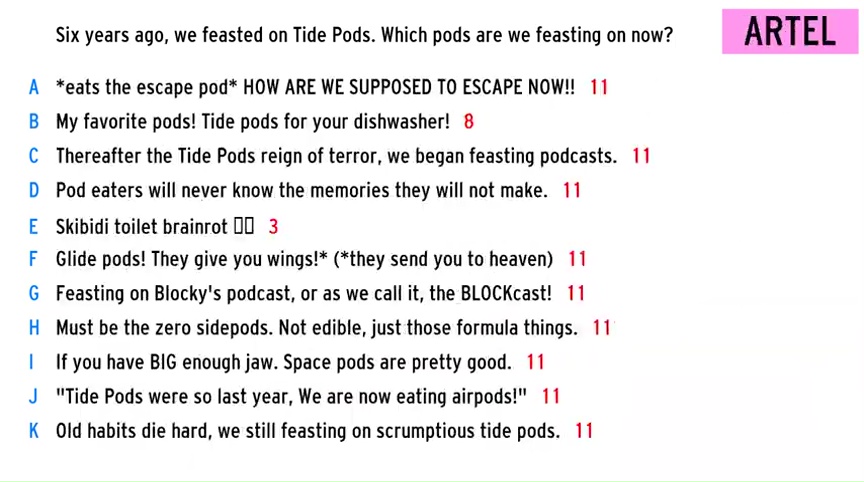 Six years ago, we feasted on Tide Pods. Which pods are we feasting on now?
ARTEL
A *eats the escape pod* HOW ARE WE SUPPOSED TO ESCAPE NOW!! 11
B My favorite pods! Tide pods for your dishwasher! 8
C Thereafter the Tide Pods reign of terror, we began feasting podcasts. 11
D Pod eaters will never know the memories they will not make. 11
E Skibidi toilet brainrot ▯▯ 3
F Glide pods! They give you wings!* (*they send you to heaven) 11
G Feasting on Blocky's podcast, or as we call it, the BLOCKcast! 11
H Must be the zero sidepods. Not edible, just those formula things. 11
I If you have BIG enough jaw. Space pods are pretty good. 11
J "Tide Pods were so last year, We are now eating airpods!" 11
K Old habits die hard, we still feasting on scrumptious tide pods. 11